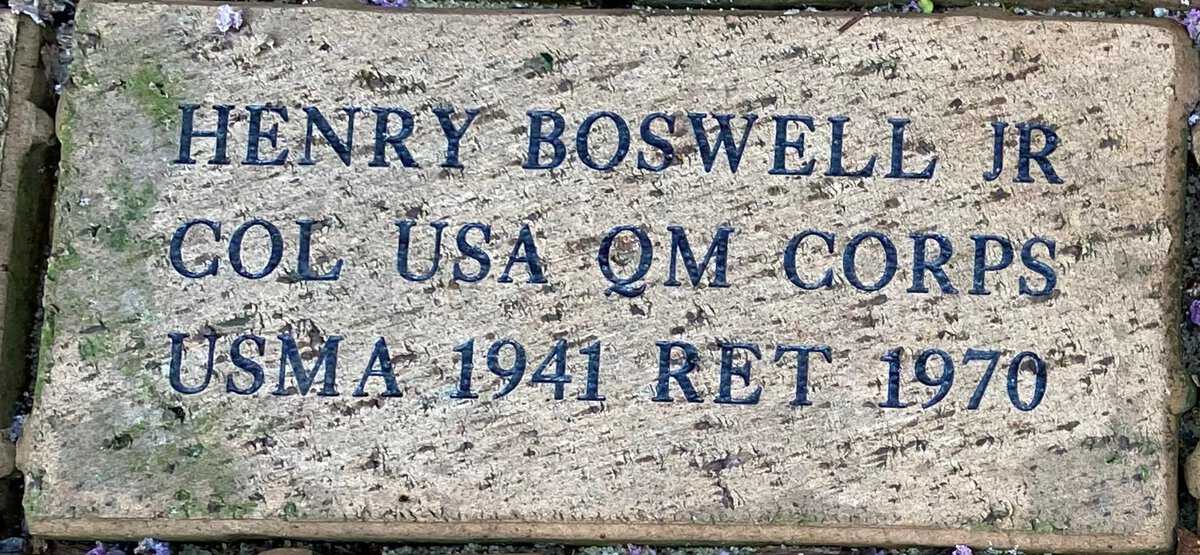 HENRY BOSWELL JR
COL USA QM CORPS
USMA 1941 RET 1970